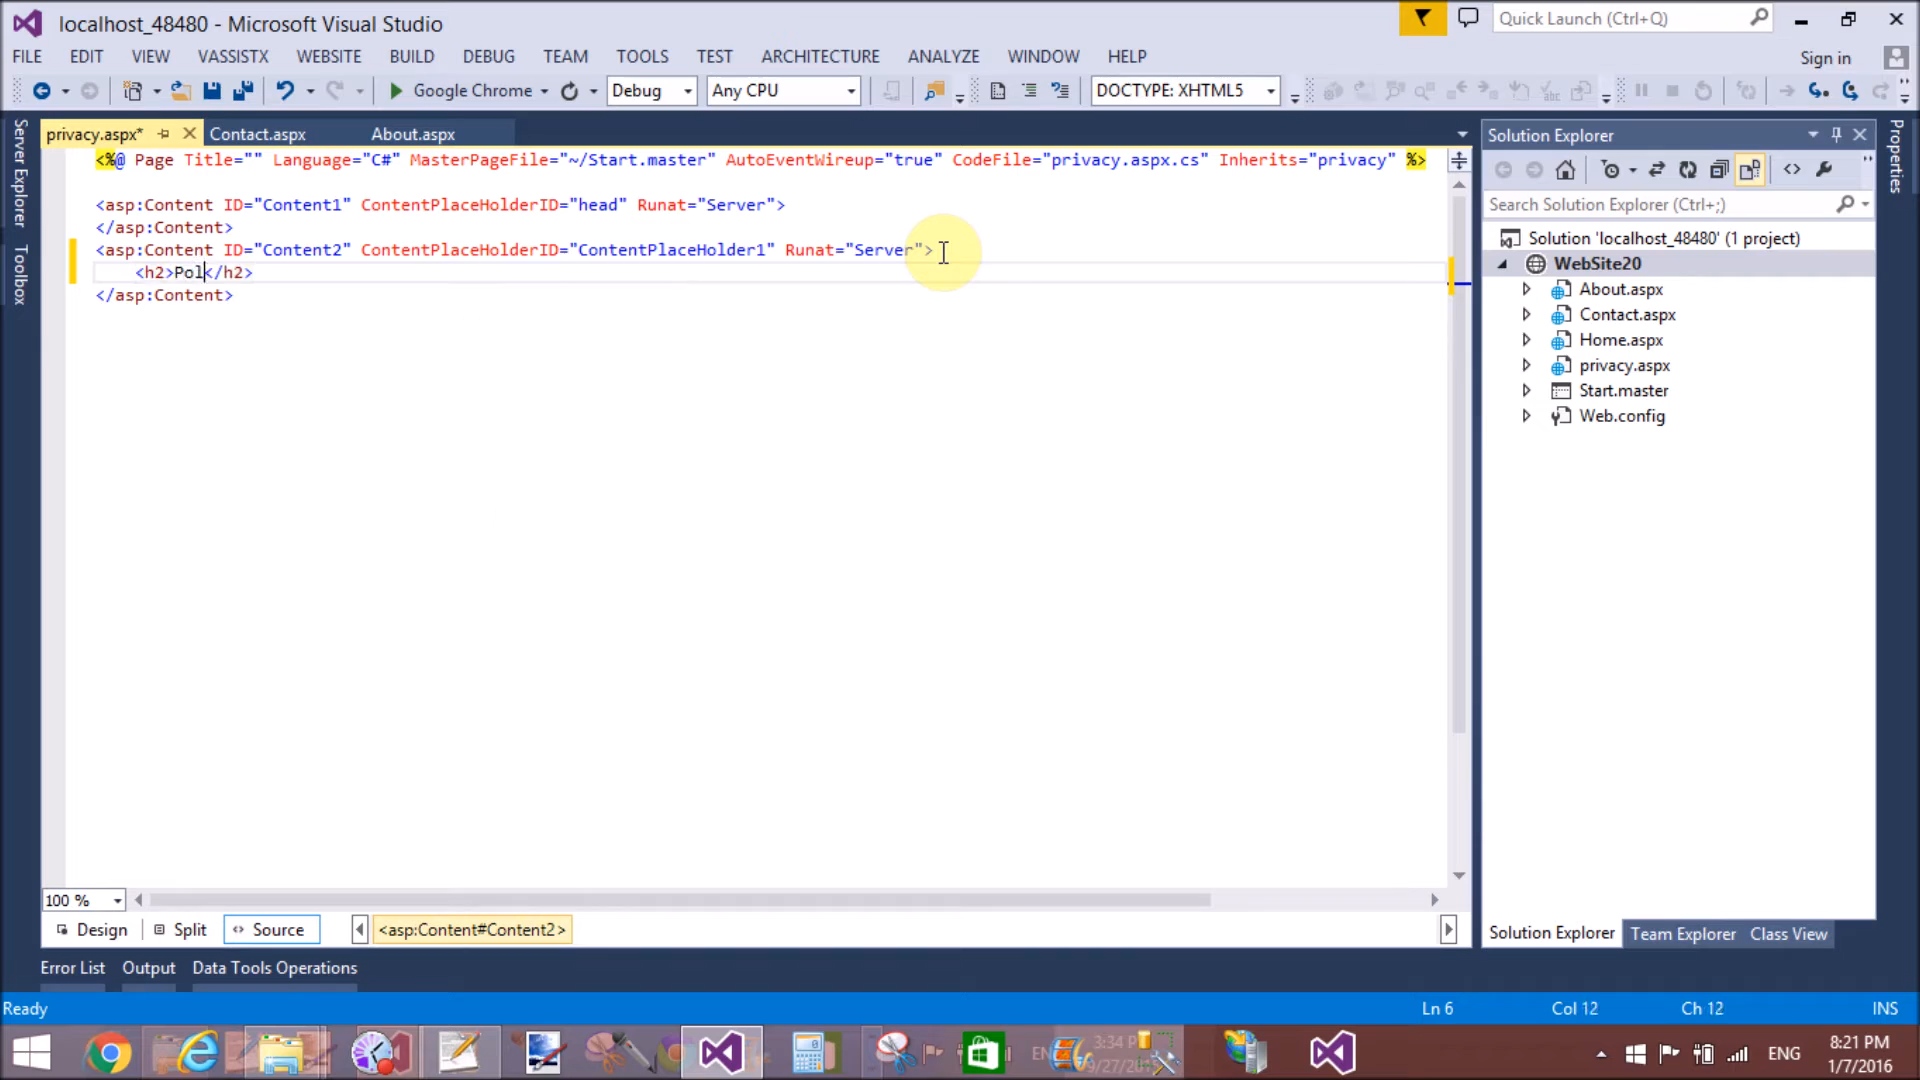 localhost_48480 - Microsoft Visual Studio
Quick Launch (Ctrl+Q)
FILE EDIT VIEW VASSISTX WEBSITE BUILD DEBUG TEAM TOOLS TEST ARCHITECTURE ANALYZE WINDOW HELP
Sign in
Google Chrome Debug Any CPU DOCTYPE: XHTML5
Server Explorer
Toolbox
privacy.aspx* Contact.aspx About.aspx
<%@ Page Title="" Language="C#" MasterPageFile="~/Start.master" AutoEventWireup="true" CodeFile="privacy.aspx.cs" Inherits="privacy" %>
<asp:Content ID="Content1" ContentPlaceHolderID="head" Runat="Server">
</asp:Content>
<asp:Content ID="Content2" ContentPlaceHolderID="ContentPlaceHolder1" Runat="Server">
<h2>Pol</h2>
</asp:Content>
100 %
Design Split Source <asp:Content#Content2>
Solution Explorer
Search Solution Explorer (Ctrl+;)
Solution 'localhost_48480' (1 project)
WebSite20
About.aspx
Contact.aspx
Home.aspx
privacy.aspx
Start.master
Web.config
Solution Explorer Team Explorer Class View
Properties
Error List Output Data Tools Operations
Ready Ln 6 Col 12 Ch 12 INS
3:34 P
9/27/20
ENG
8:21 PM
1/7/2016